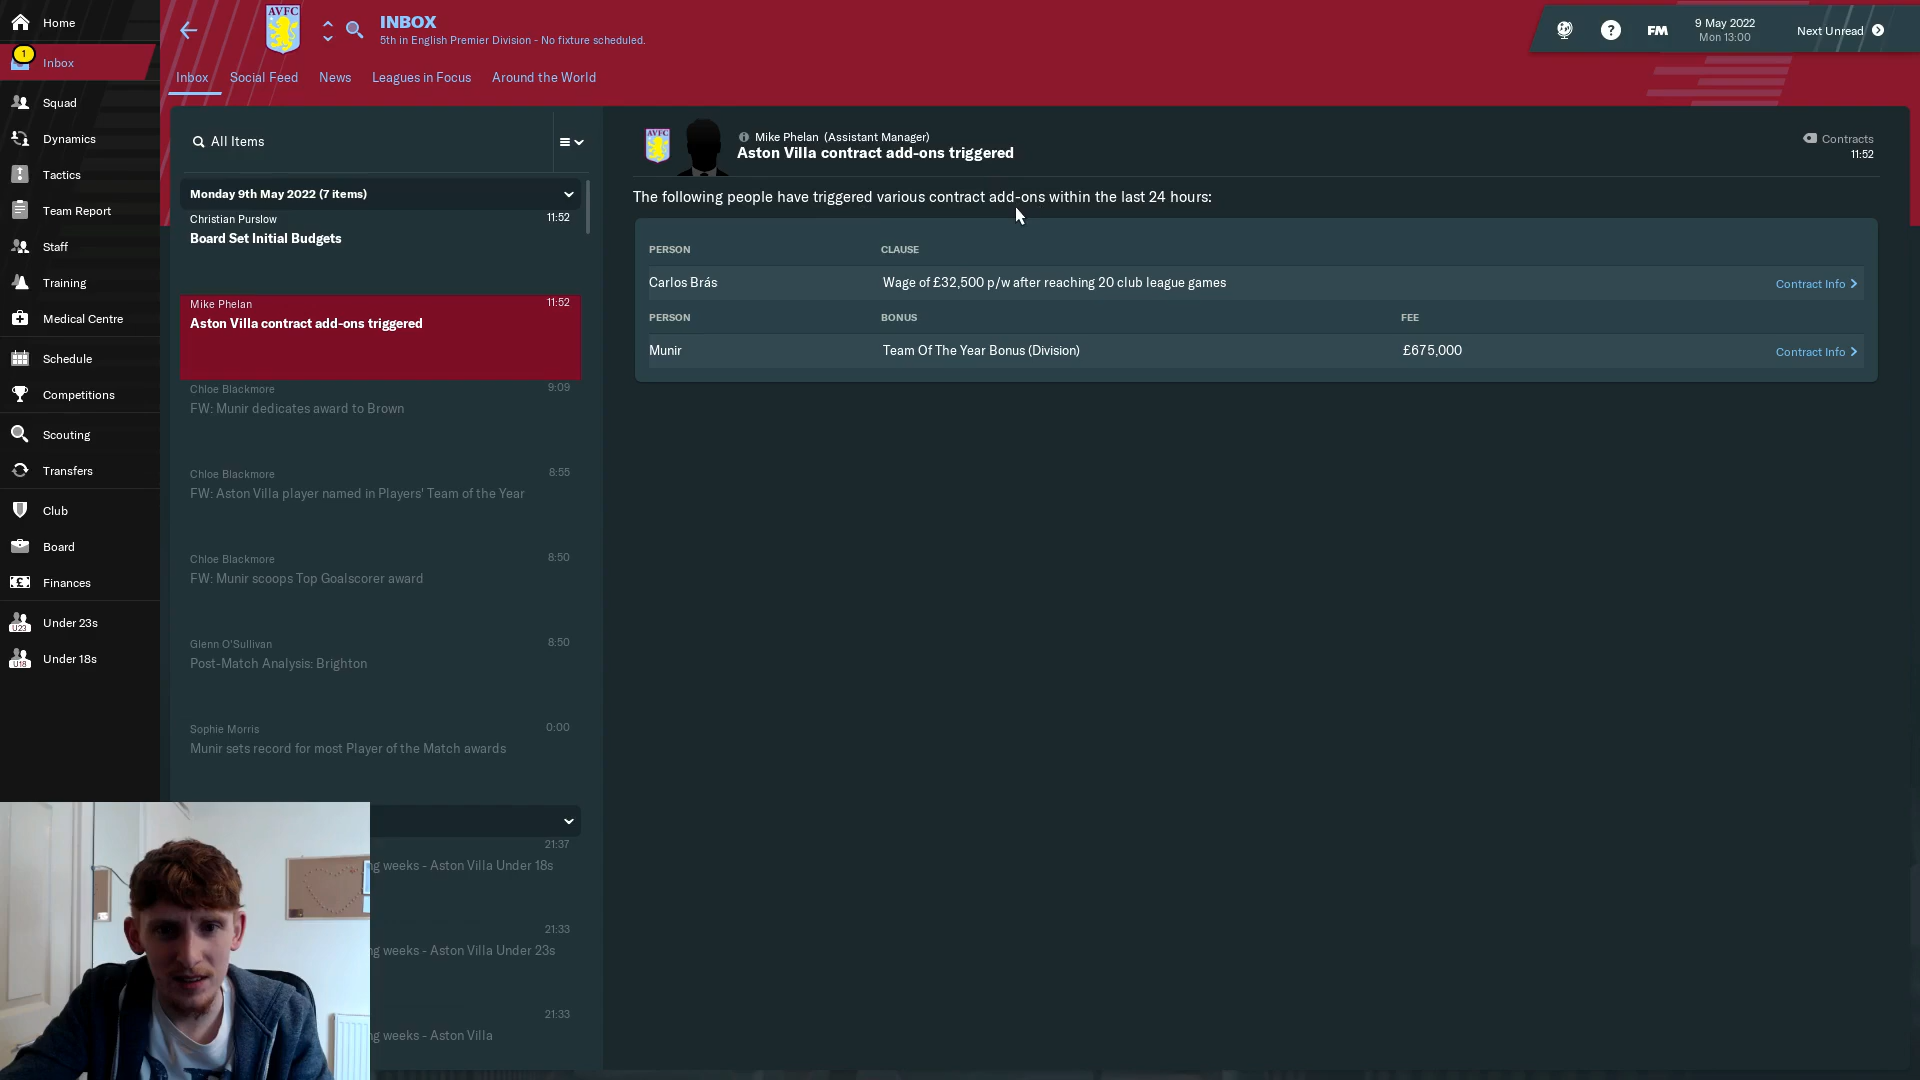 Home
1
Inbox
Squad
Dynamics
Tactics
Team Report
Staff
Training
Medical Centre
Schedule
Competitions
Scouting
Transfers
Club
Board
Finances
U23
Under 23s
U18
Under 18s
AVFC
INBOX
5th in English Premier Division - No fixture scheduled.
?
FM
9 May 2022
Mon 13:00
Next Unread
Inbox Social Feed News Leagues in Focus Around the World
All Items
Monday 9th May 2022 (7 items)
Christian Purslow 11:52
Board Set Initial Budgets
Mike Phelan 11:52
Aston Villa contract add-ons triggered
Chloe Blackmore 9:09
FW: Munir dedicates award to Brown
Chloe Blackmore 8:55
FW: Aston Villa player named in Players' Team of the Year
Chloe Blackmore 8:50
FW: Munir scoops Top Goalscorer award
Glenn O'Sullivan 8:50
Post-Match Analysis: Brighton
Sophie Morris 0:00
Munir sets record for most Player of the Match awards
21:37
weeks - Aston Villa Under 18s
21:33
weeks - Aston Villa Under 23s
21:33
weeks - Aston Villa
AVFC
Mike Phelan (Assistant Manager)
Aston Villa contract add-ons triggered
Contracts
11:52
The following people have triggered various contract add-ons within the last 24 hours:
PERSON CLAUSE
Carlos Brás Wage of £32,500 p/w after reaching 20 club league games Contract Info
PERSON BONUS FEE
Munir Team Of The Year Bonus (Division) £675,000 Contract Info